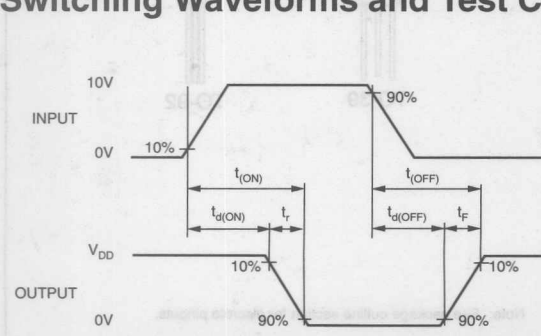 Switching Waveforms and Test C
10V
INPUT
90%
10%
0V
t(ON)
t(OFF)
td(ON)
tr
td(OFF)
tF
VDD
10%
10%
OUTPUT
0V
90%
90%